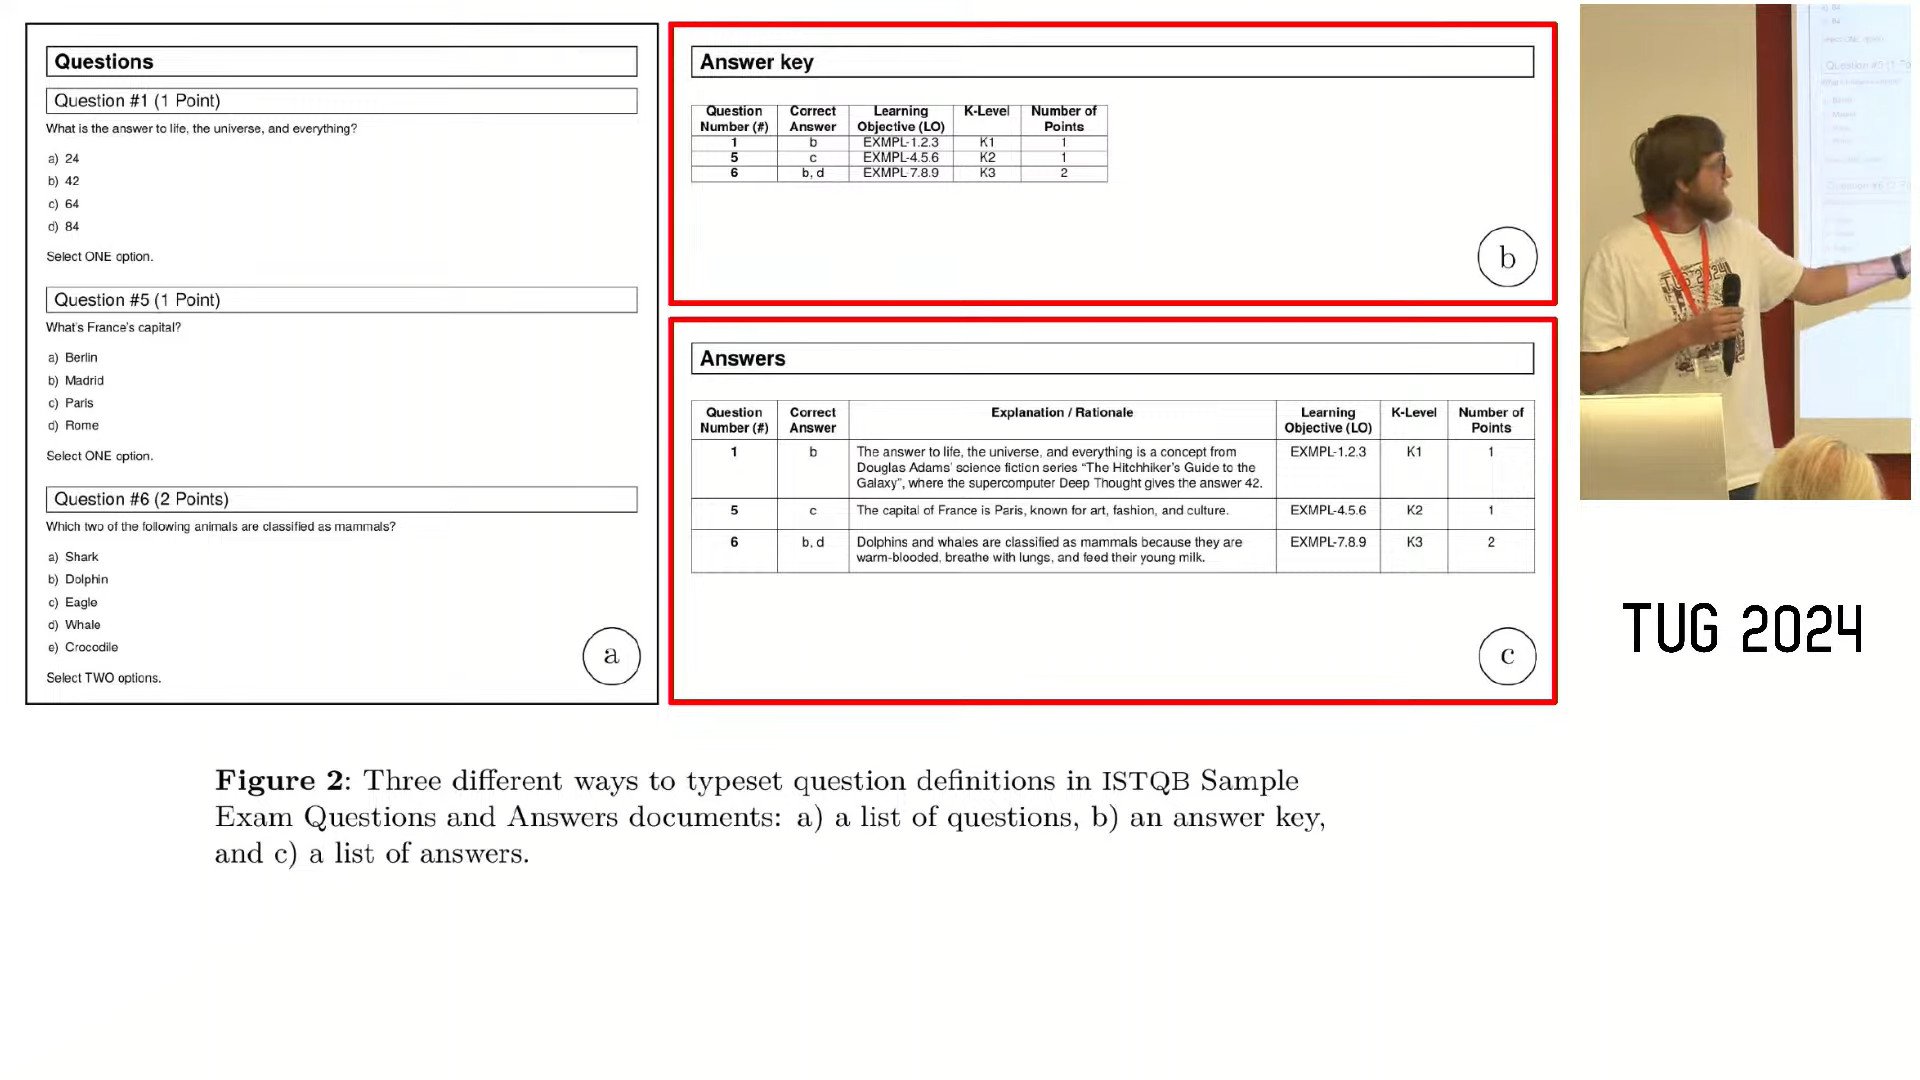 Questions
Question #1 (1 Point)
What is the answer to life, the universe, and everything?
a) 24
b) 42
c) 64
d) 84
Select ONE option.
Question #5 (1 Point)
What's France's capital?
a) Berlin
b) Madrid
c) Paris
d) Rome
Select ONE option.
Question #6 (2 Points)
Which two of the following animals are classified as mammals?
a) Shark
b) Dolphin
c) Eagle
d) Whale
e) Crocodile
Select TWO options.
a
Answer key
Question Correct Learning K-Level Number of
Number (#) Answer Objective (LO) Points
1 b EXMPL-1.2.3 K1 1
5 c EXMPL-4.5.6 K2 1
6 b, d EXMPL-7.8.9 K3 2
b
Answers
Question Correct Explanation / Rationale Learning K-Level Number of
Number (#) Answer Objective (LO) Points
1 b The answer to life, the universe, and everything is a concept from EXMPL-1.2.3 K1 1
Douglas Adams' science fiction series “The Hitchhiker's Guide to the
Galaxy”, where the supercomputer Deep Thought gives the answer 42.
5 c The capital of France is Paris, known for art, fashion, and culture. EXMPL-4.5.6 K2 1
6 b, d Dolphins and whales are classified as mammals because they are EXMPL-7.8.9 K3 2
warm-blooded, breathe with lungs, and feed their young milk.
c
TUG 2024
Figure 2: Three different ways to typeset question definitions in ISTQB Sample
Exam Questions and Answers documents: a) a list of questions, b) an answer key,
and c) a list of answers.